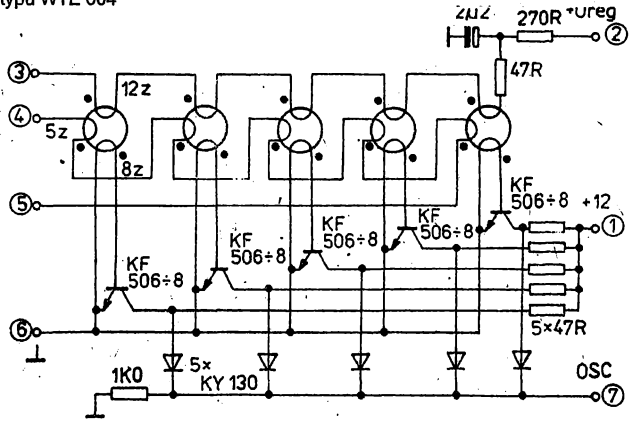 typu WTE 004
2µ2
270R
+Ureg
②
47R
③
12z
④
5z
8z
⑤
KF
506÷8
+12
①
KF
506÷8
KF
506÷8
KF
506÷8
KF
506÷8
5×47R
⑥
5×
KY 130
1K0
OSC
⑦